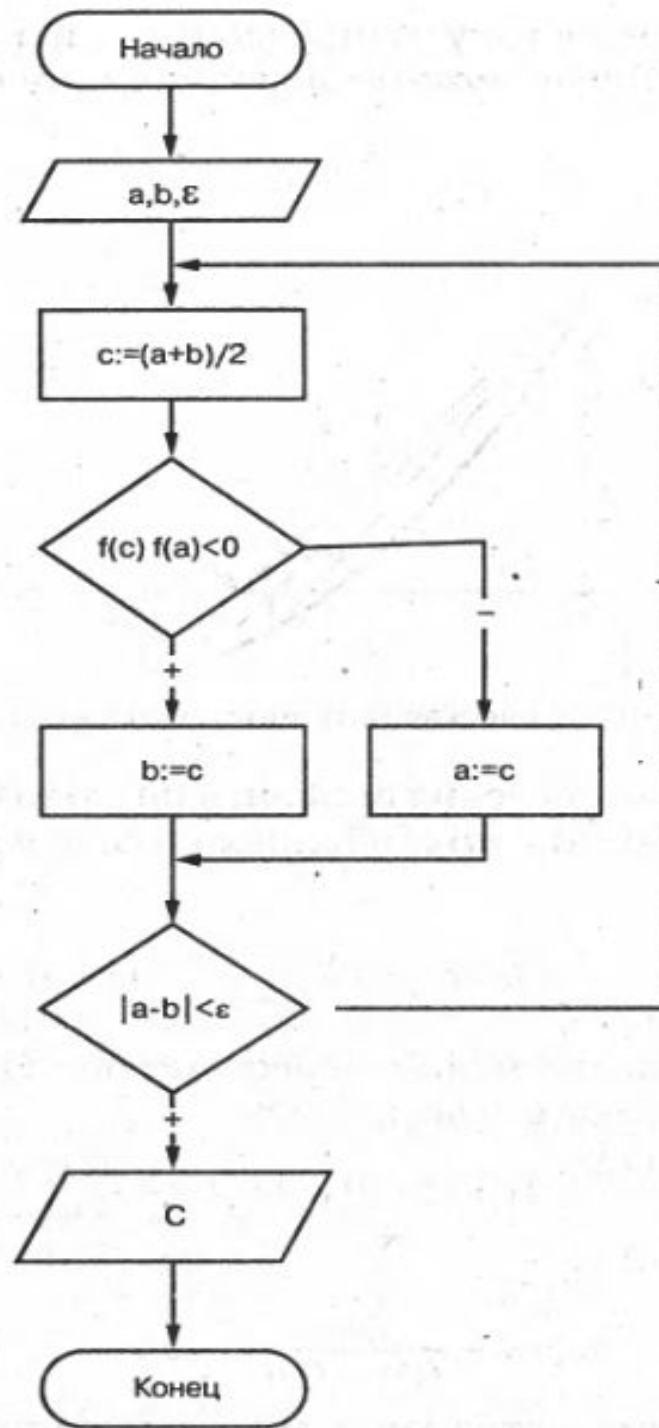 Начало
a,b,Ɛ
c:=(a+b)/2
f(c) f(a)<0
–
+
b:=c
a:=c
|a-b|<ε
+
C
Конец